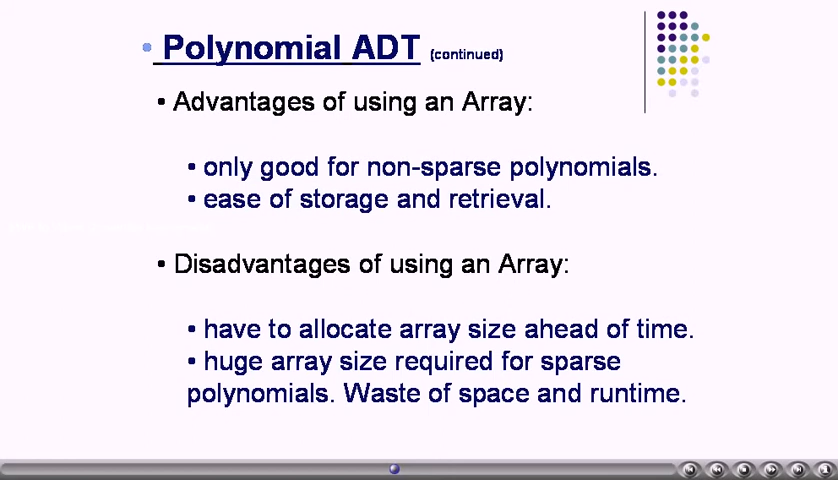 • Polynomial ADT (continued)
• Advantages of using an Array:
• only good for non-sparse polynomials.
• ease of storage and retrieval.
• Disadvantages of using an Array:
• have to allocate array size ahead of time.
• huge array size required for sparse
polynomials. Waste of space and runtime.